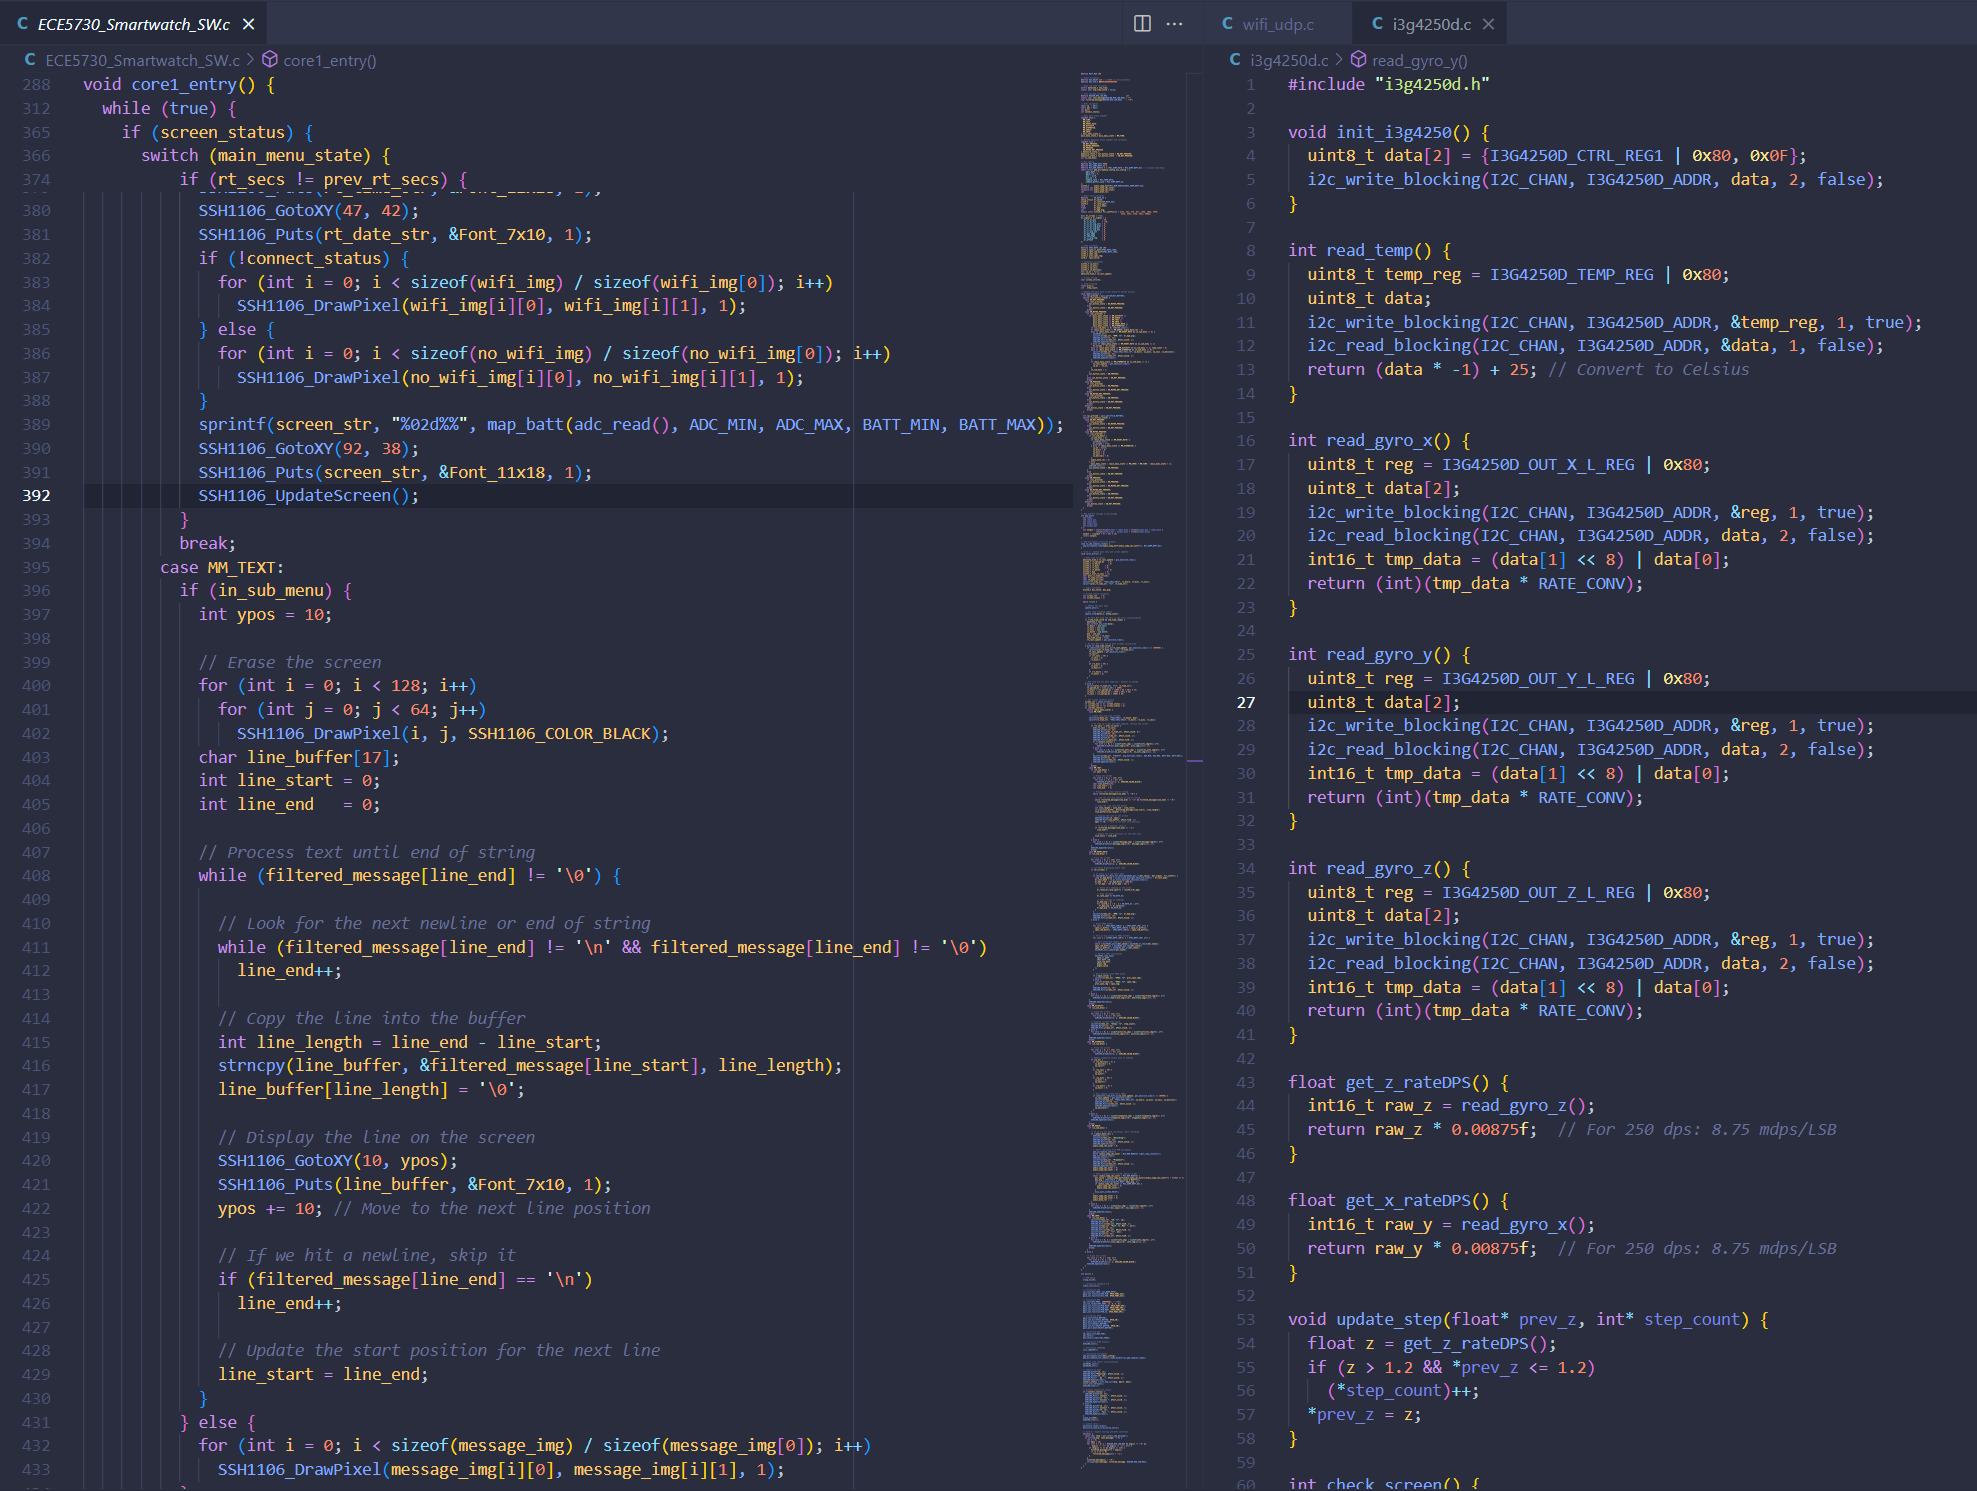 ECE5730_Smartwatch_SW.c
ECE5730_Smartwatch_SW.c > core1_entry()
288 void core1_entry() {
312 while (true) {
365 if (screen_status) {
366 switch (main_menu_state) {
374 if (rt_secs != prev_rt_secs) {
380 SSH1106_GotoXY(47, 42);
381 SSH1106_Puts(rt_date_str, &Font_7x10, 1);
382 if (!connect_status) {
383 for (int i = 0; i < sizeof(wifi_img) / sizeof(wifi_img[0]); i++)
384 SSH1106_DrawPixel(wifi_img[i][0], wifi_img[i][1], 1);
385 } else {
386 for (int i = 0; i < sizeof(no_wifi_img) / sizeof(no_wifi_img[0]); i++)
387 SSH1106_DrawPixel(no_wifi_img[i][0], no_wifi_img[i][1], 1);
388 }
389 sprintf(screen_str, "%02d%%", map_batt(adc_read(), ADC_MIN, ADC_MAX, BATT_MIN, BATT_MAX));
390 SSH1106_GotoXY(92, 38);
391 SSH1106_Puts(screen_str, &Font_11x18, 1);
392 SSH1106_UpdateScreen();
393 }
394 break;
395 case MM_TEXT:
396 if (in_sub_menu) {
397 int ypos = 10;
398
399 // Erase the screen
400 for (int i = 0; i < 128; i++)
401 for (int j = 0; j < 64; j++)
402 SSH1106_DrawPixel(i, j, SSH1106_COLOR_BLACK);
403 char line_buffer[17];
404 int line_start = 0;
405 int line_end   = 0;
406
407 // Process text until end of string
408 while (filtered_message[line_end] != '\0') {
409
410 // Look for the next newline or end of string
411 while (filtered_message[line_end] != '\n' && filtered_message[line_end] != '\0')
412 line_end++;
413
414 // Copy the line into the buffer
415 int line_length = line_end - line_start;
416 strncpy(line_buffer, &filtered_message[line_start], line_length);
417 line_buffer[line_length] = '\0';
418
419 // Display the line on the screen
420 SSH1106_GotoXY(10, ypos);
421 SSH1106_Puts(line_buffer, &Font_7x10, 1);
422 ypos += 10; // Move to the next line position
423
424 // If we hit a newline, skip it
425 if (filtered_message[line_end] == '\n')
426 line_end++;
427
428 // Update the start position for the next line
429 line_start = line_end;
430 }
431 } else {
432 for (int i = 0; i < sizeof(message_img) / sizeof(message_img[0]); i++)
433 SSH1106_DrawPixel(message_img[i][0], message_img[i][1], 1);
wifi_udp.c
i3g4250d.c
i3g4250d.c > read_gyro_y()
1 #include "i3g4250d.h"
2
3 void init_i3g4250() {
4 uint8_t data[2] = {I3G4250D_CTRL_REG1 | 0x80, 0x0F};
5 i2c_write_blocking(I2C_CHAN, I3G4250D_ADDR, data, 2, false);
6 }
7
8 int read_temp() {
9 uint8_t temp_reg = I3G4250D_TEMP_REG | 0x80;
10 uint8_t data;
11 i2c_write_blocking(I2C_CHAN, I3G4250D_ADDR, &temp_reg, 1, true);
12 i2c_read_blocking(I2C_CHAN, I3G4250D_ADDR, &data, 1, false);
13 return (data * -1) + 25; // Convert to Celsius
14 }
15
16 int read_gyro_x() {
17 uint8_t reg = I3G4250D_OUT_X_L_REG | 0x80;
18 uint8_t data[2];
19 i2c_write_blocking(I2C_CHAN, I3G4250D_ADDR, &reg, 1, true);
20 i2c_read_blocking(I2C_CHAN, I3G4250D_ADDR, data, 2, false);
21 int16_t tmp_data = (data[1] << 8) | data[0];
22 return (int)(tmp_data * RATE_CONV);
23 }
24
25 int read_gyro_y() {
26 uint8_t reg = I3G4250D_OUT_Y_L_REG | 0x80;
27 uint8_t data[2];
28 i2c_write_blocking(I2C_CHAN, I3G4250D_ADDR, &reg, 1, true);
29 i2c_read_blocking(I2C_CHAN, I3G4250D_ADDR, data, 2, false);
30 int16_t tmp_data = (data[1] << 8) | data[0];
31 return (int)(tmp_data * RATE_CONV);
32 }
33
34 int read_gyro_z() {
35 uint8_t reg = I3G4250D_OUT_Z_L_REG | 0x80;
36 uint8_t data[2];
37 i2c_write_blocking(I2C_CHAN, I3G4250D_ADDR, &reg, 1, true);
38 i2c_read_blocking(I2C_CHAN, I3G4250D_ADDR, data, 2, false);
39 int16_t tmp_data = (data[1] << 8) | data[0];
40 return (int)(tmp_data * RATE_CONV);
41 }
42
43 float get_z_rateDPS() {
44 int16_t raw_z = read_gyro_z();
45 return raw_z * 0.00875f;  // For 250 dps: 8.75 mdps/LSB
46 }
47
48 float get_x_rateDPS() {
49 int16_t raw_y = read_gyro_x();
50 return raw_y * 0.00875f;  // For 250 dps: 8.75 mdps/LSB
51 }
52
53 void update_step(float* prev_z, int* step_count) {
54 float z = get_z_rateDPS();
55 if (z > 1.2 && *prev_z <= 1.2)
56 (*step_count)++;
57 *prev_z = z;
58 }
59
60 int check_screen() {